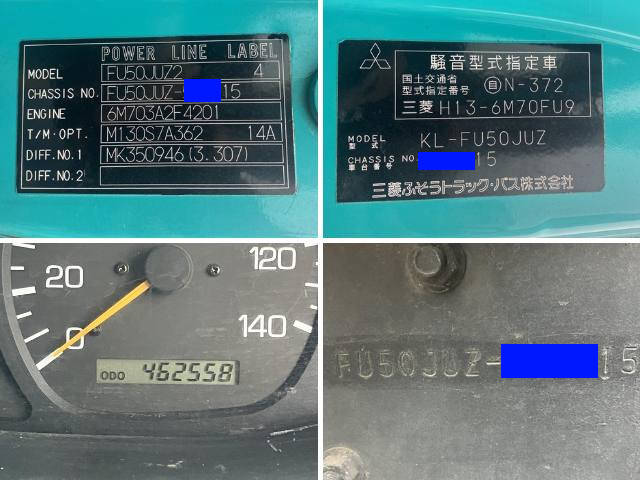 POWER LINE LABEL
MODEL FU50JUZ2 4
CHASSIS NO. FU50JUZ- 15
ENGINE 6M703A2F4201
T/M·OPT. M130S7A362 14A
DIFF.NO.1 MK350946(3.307)
DIFF.NO.2
騒音型式指定車
国土交通省
型式指定番号 自N-372
三菱 H13-6M70FU9
MODEL
型式 KL-FU50JUZ
CHASSIS NO.
車台番号 15
三菱ふそうトラック・バス株式会社
20
0
120
140
ODO 462558
FU50JUZ- 15